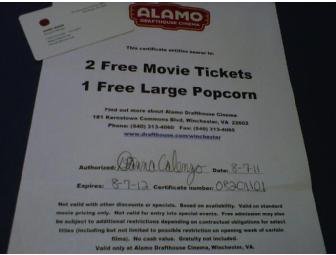 ALAMO
DRAFTHOUSE CINEMA
This certificate entitles bearer to:
2 Free Movie Tickets
1 Free Large Popcorn
Find out more about Alamo Drafthouse Cinema
181 Kernstown Commons Blvd, Winchester, VA 22602
Phone: (540) 313-4060 Fax: (540) 313-4065
www.drafthouse.com/winchester
Authorized: Date: 8-7-11
Expires: 8-7-12 Certificate number: 08201101
Not valid with other discounts or specials. Based on availability. Valid on standard
movie pricing only. Not valid for entry into special events. Free admission may also
be subject to additional restrictions depending on contractual obligations for select
titles (including but not limited to possible restriction on opening week of certain
films). No cash value. Gratuity not included.
Valid only at Alamo Drafthouse Cinema, Winchester, VA.